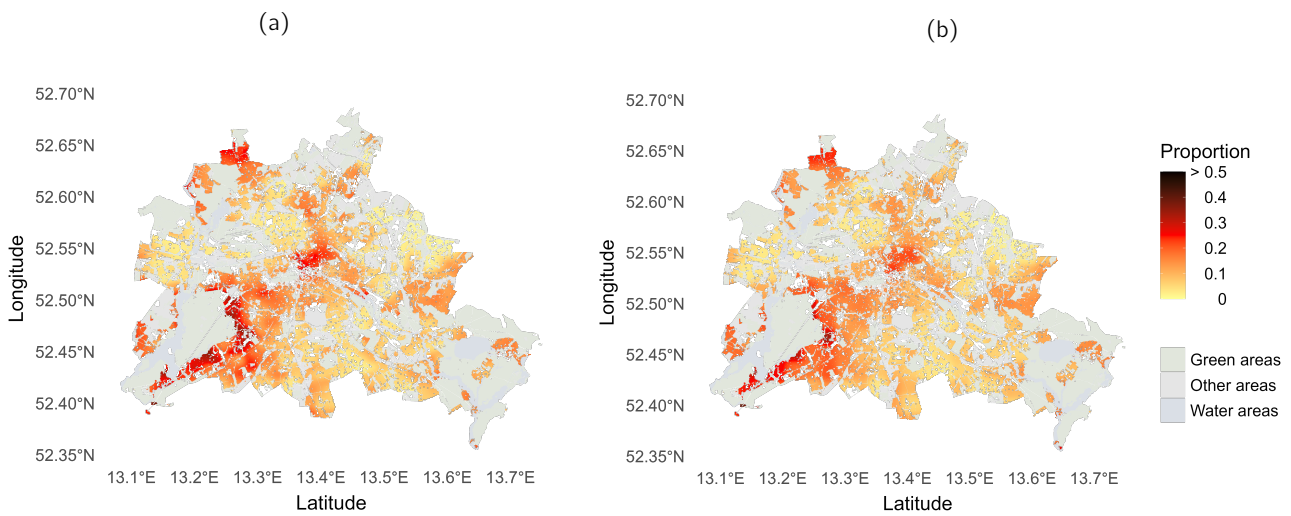 (a)
(b)
52.70°N
52.65°N
52.60°N
52.55°N
52.50°N
52.45°N
52.40°N
52.35°N
Longitude
13.1°E 13.2°E 13.3°E 13.4°E 13.5°E 13.6°E 13.7°E
Latitude
52.70°N
52.65°N
52.60°N
52.55°N
52.50°N
52.45°N
52.40°N
52.35°N
Longitude
13.1°E 13.2°E 13.3°E 13.4°E 13.5°E 13.6°E 13.7°E
Latitude
Proportion
> 0.5
0.4
0.3
0.2
0.1
0
Green areas
Other areas
Water areas